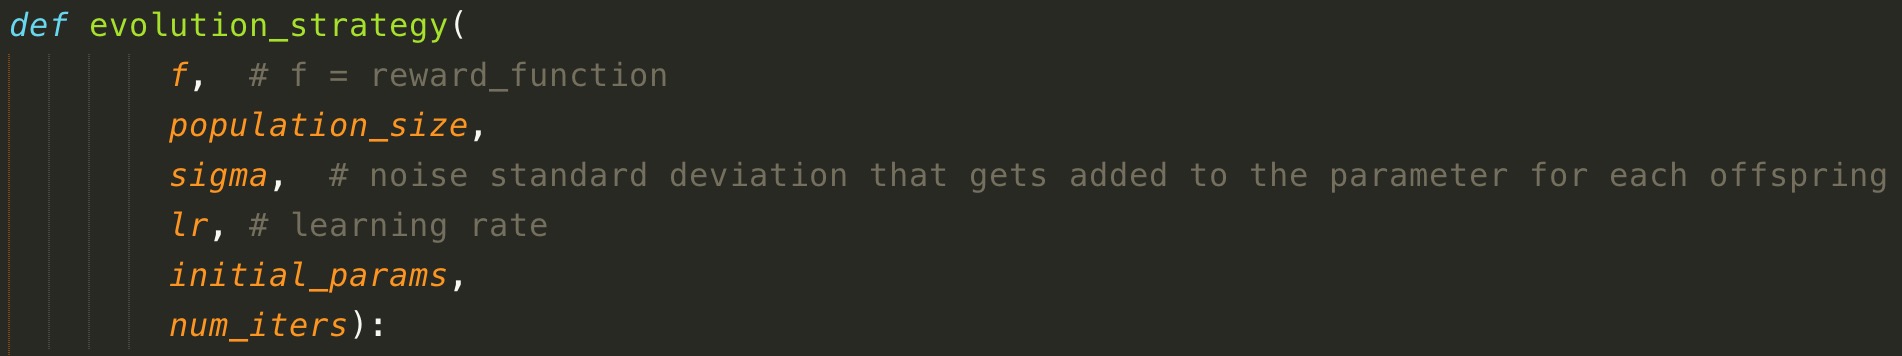 def evolution_strategy(
f,  # f = reward_function
population_size,
sigma,  # noise standard deviation that gets added to the parameter for each offspring
lr, # learning rate
initial_params,
num_iters):